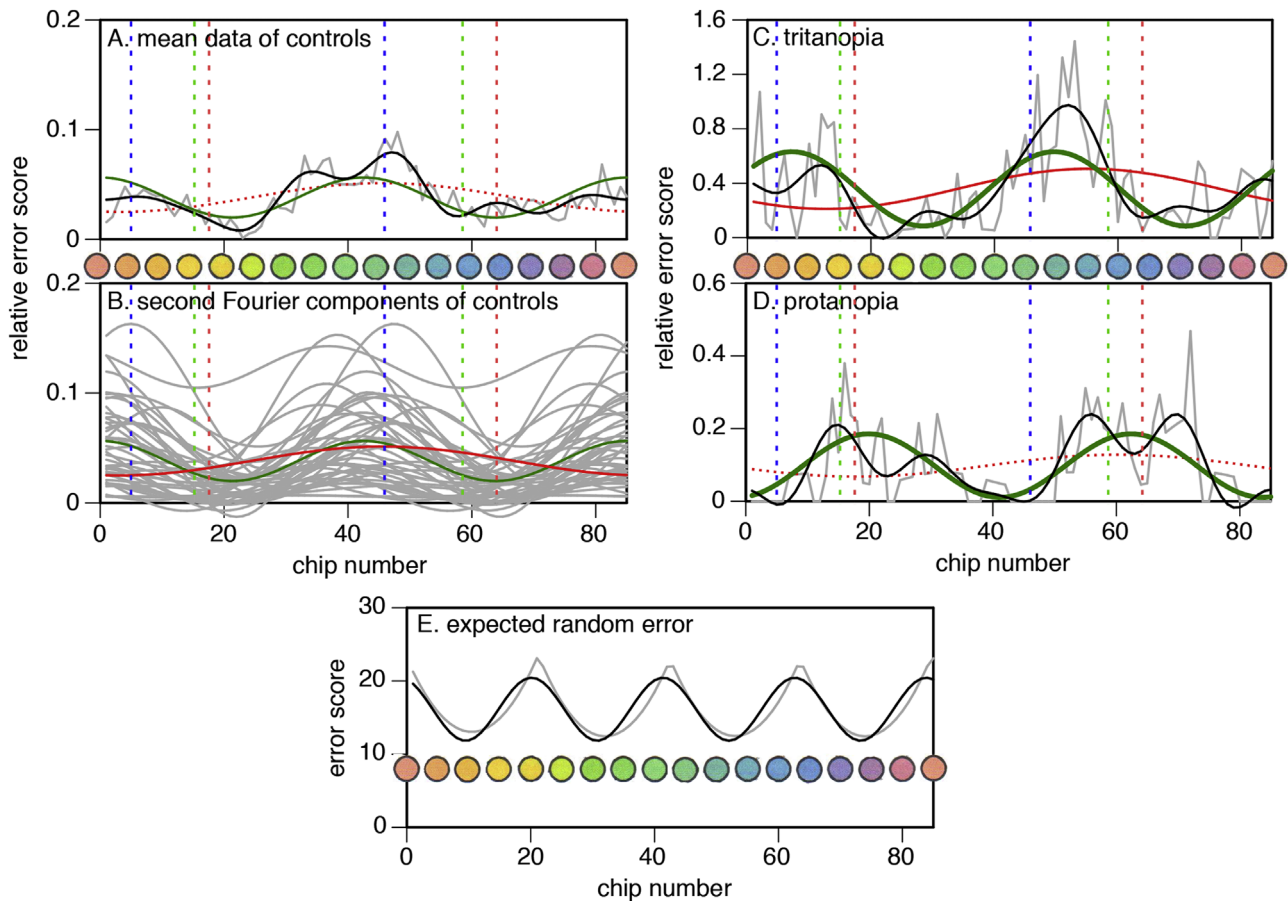 0.2
A. mean data of controls
0.1
0
relative error score
0.2
B. second Fourier components of controls
0.1
0
0 20 40 60 80
chip number
1.6
C. tritanopia
1.2
0.8
0.4
0
relative error score
0.6
D. protanopia
0.4
0.2
0
0 20 40 60 80
chip number
30
E. expected random error
20
error score
10
0
0 20 40 60 80
chip number